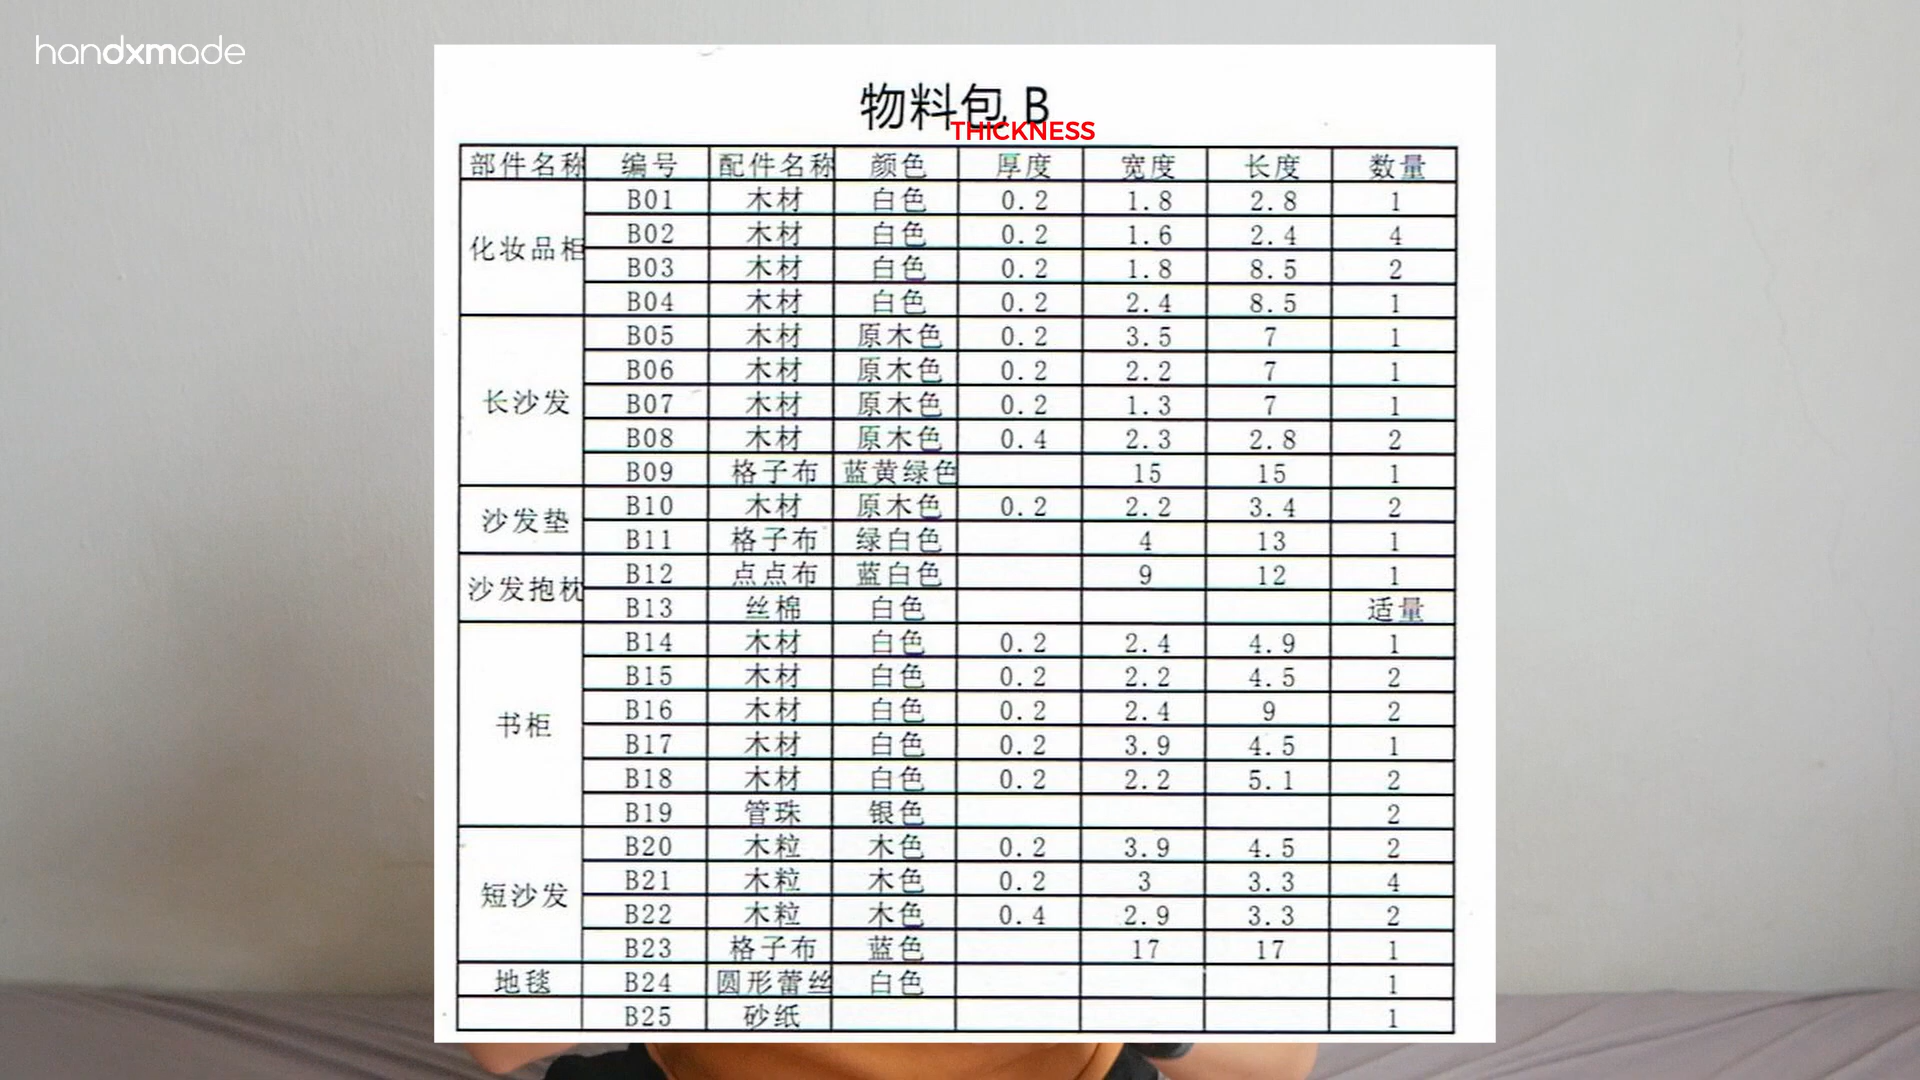 handxmade
物料包 B
THICKNESS
部件名称 编号 配件名称 颜色 厚度 宽度 长度 数量
化妆品柜 B01 木材 白色 0.2 1.8 2.8 1
B02 木材 白色 0.2 1.6 2.4 4
B03 木材 白色 0.2 1.8 8.5 2
B04 木材 白色 0.2 2.4 8.5 1
长沙发 B05 木材 原木色 0.2 3.5 7 1
B06 木材 原木色 0.2 2.2 7 1
B07 木材 原木色 0.2 1.3 7 1
B08 木材 原木色 0.4 2.3 2.8 2
B09 格子布 蓝黄绿色 15 15 1
沙发垫 B10 木材 原木色 0.2 2.2 3.4 2
B11 格子布 绿白色 4 13 1
沙发抱枕 B12 点点布 蓝白色 9 12 1
B13 丝棉 白色 适量
书柜 B14 木材 白色 0.2 2.4 4.9 1
B15 木材 白色 0.2 2.2 4.5 2
B16 木材 白色 0.2 2.4 9 2
B17 木材 白色 0.2 3.9 4.5 1
B18 木材 白色 0.2 2.2 5.1 2
B19 管珠 银色 2
短沙发 B20 木粒 木色 0.2 3.9 4.5 2
B21 木粒 木色 0.2 3 3.3 4
B22 木粒 木色 0.4 2.9 3.3 2
B23 格子布 蓝色 17 17 1
地毯 B24 圆形蕾丝 白色 1
B25 砂纸 1